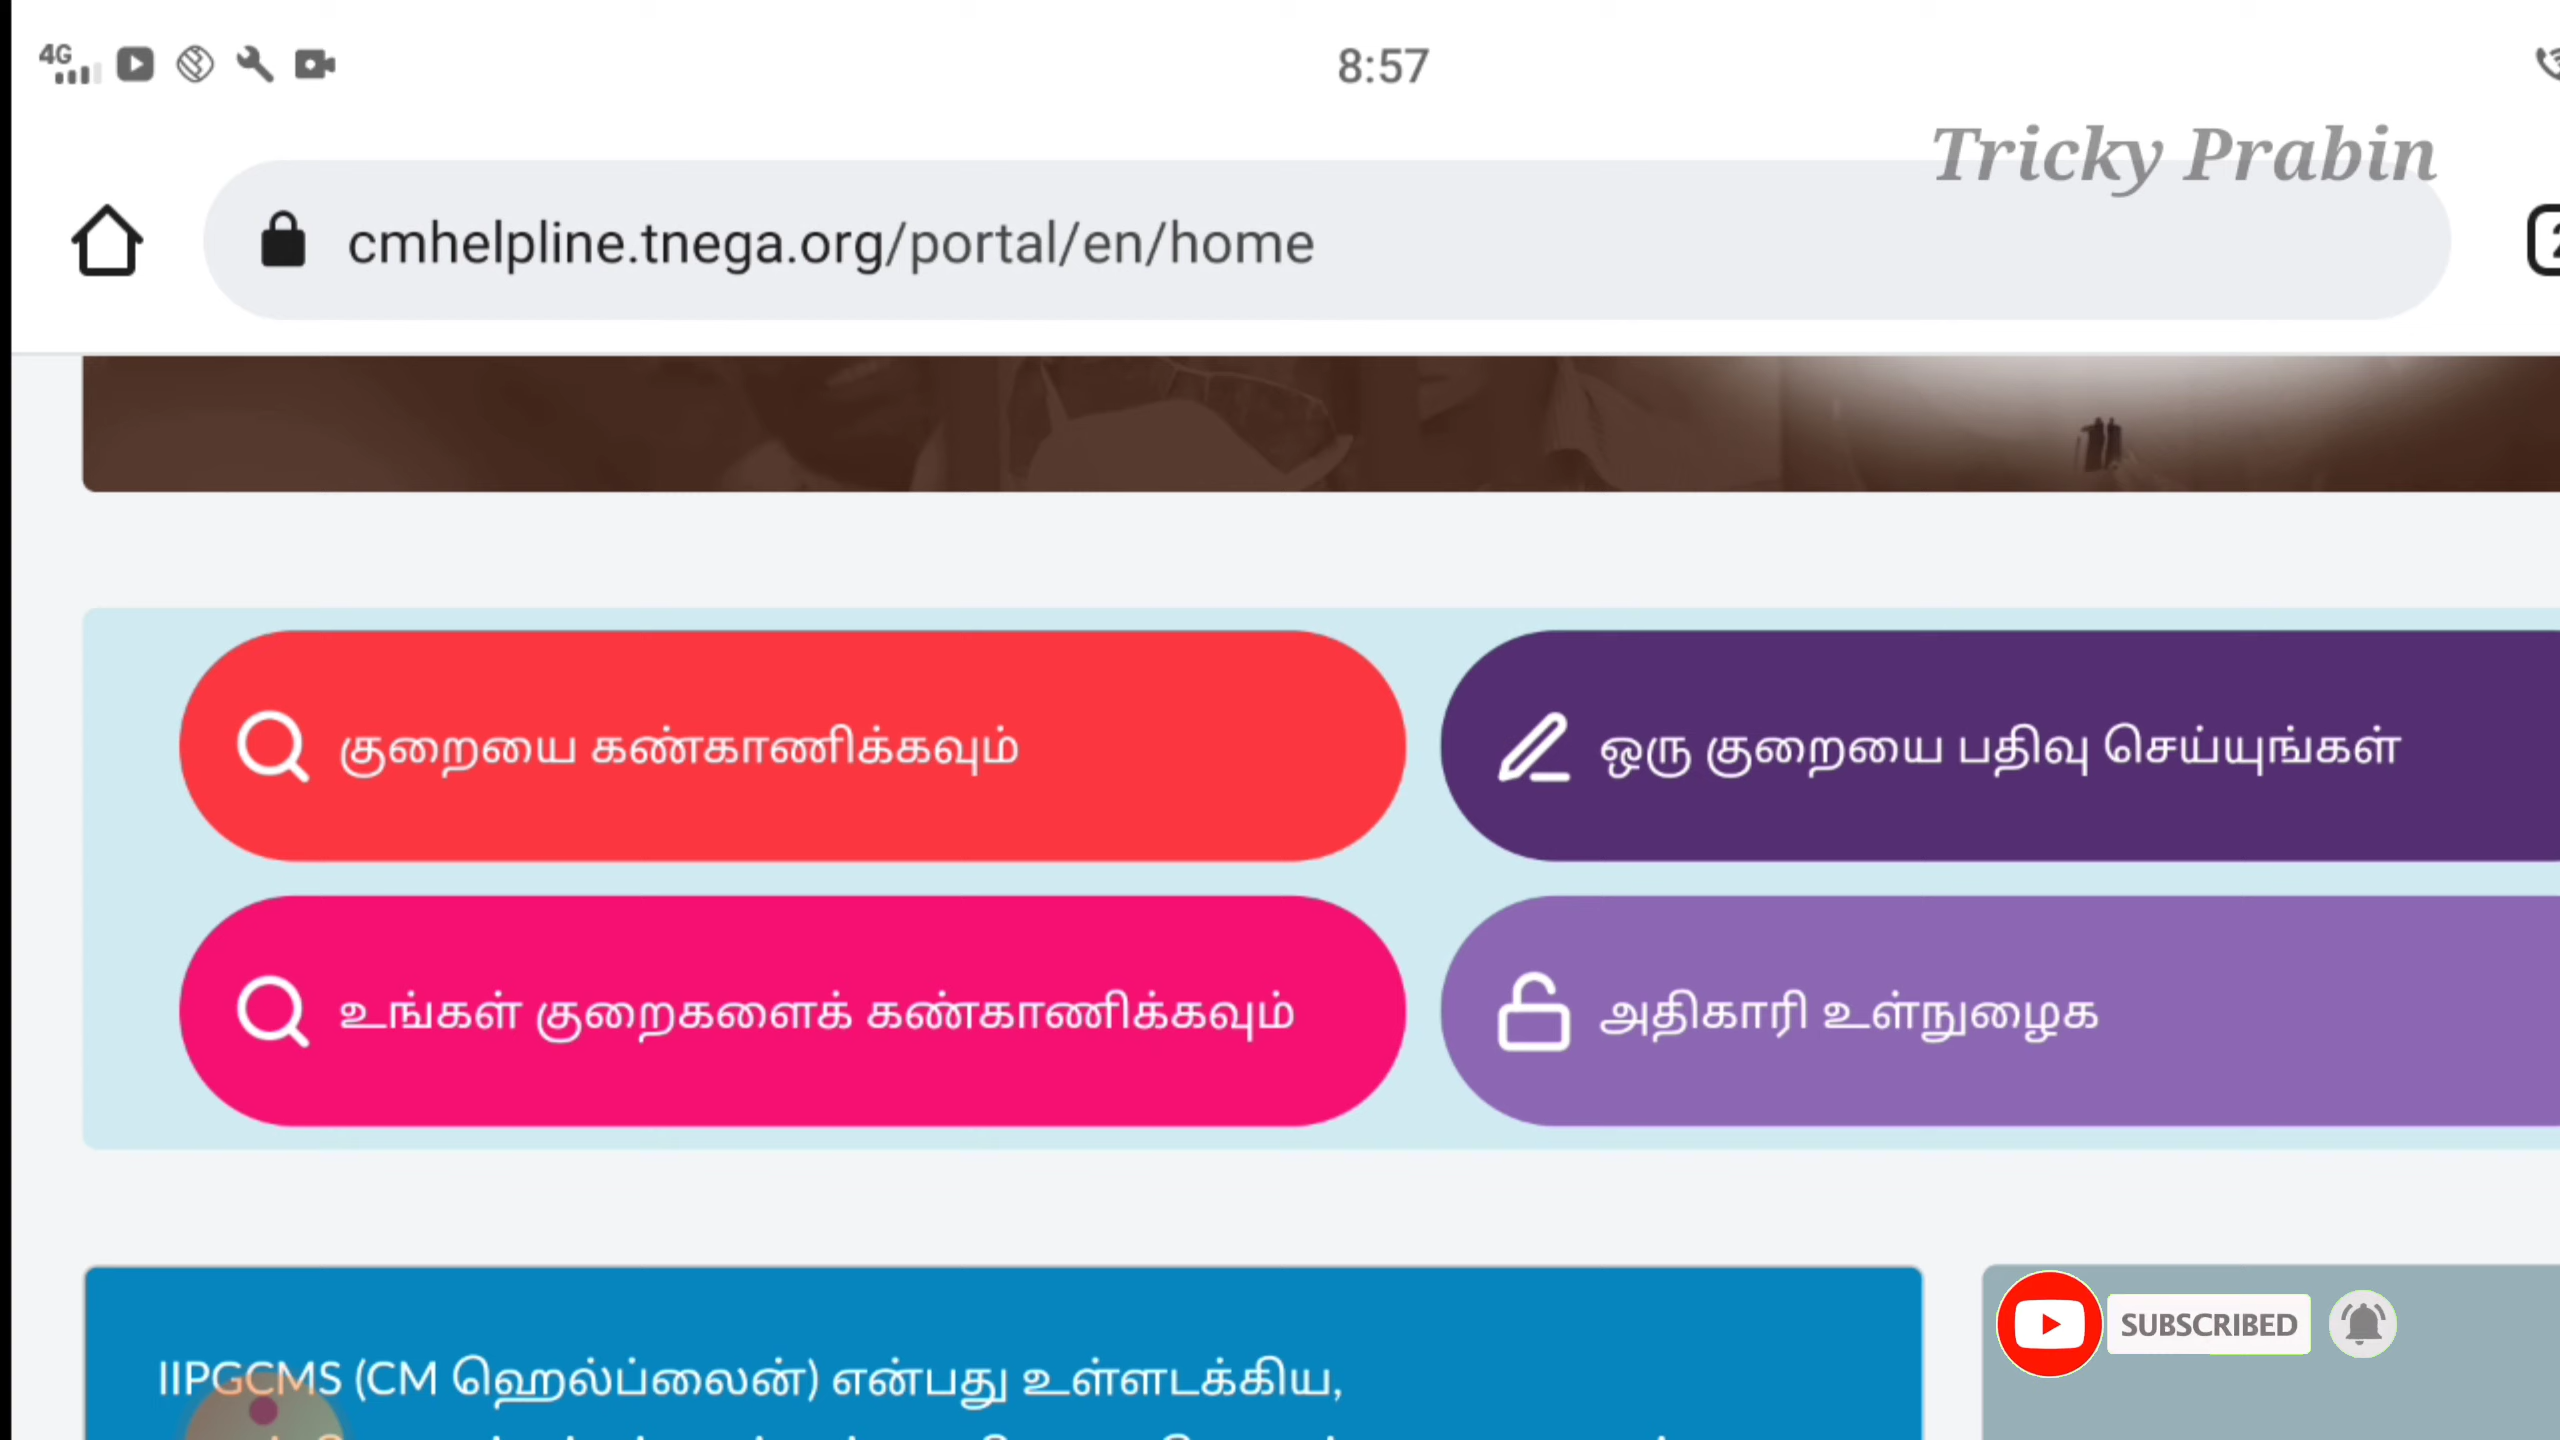 4G
8:57
Tricky Prabin
cmhelpline.tnega.org/portal/en/home
குறையை கண்காணிக்கவும்
ஒரு குறையை பதிவு செய்யுங்கள்
உங்கள் குறைகளைக் கண்காணிக்கவும்
அதிகாரி உள்நுழைக
SUBSCRIBED
IIPGCMS (CM ஹெல்ப்லைன்) என்பது உள்ளடக்கிய,